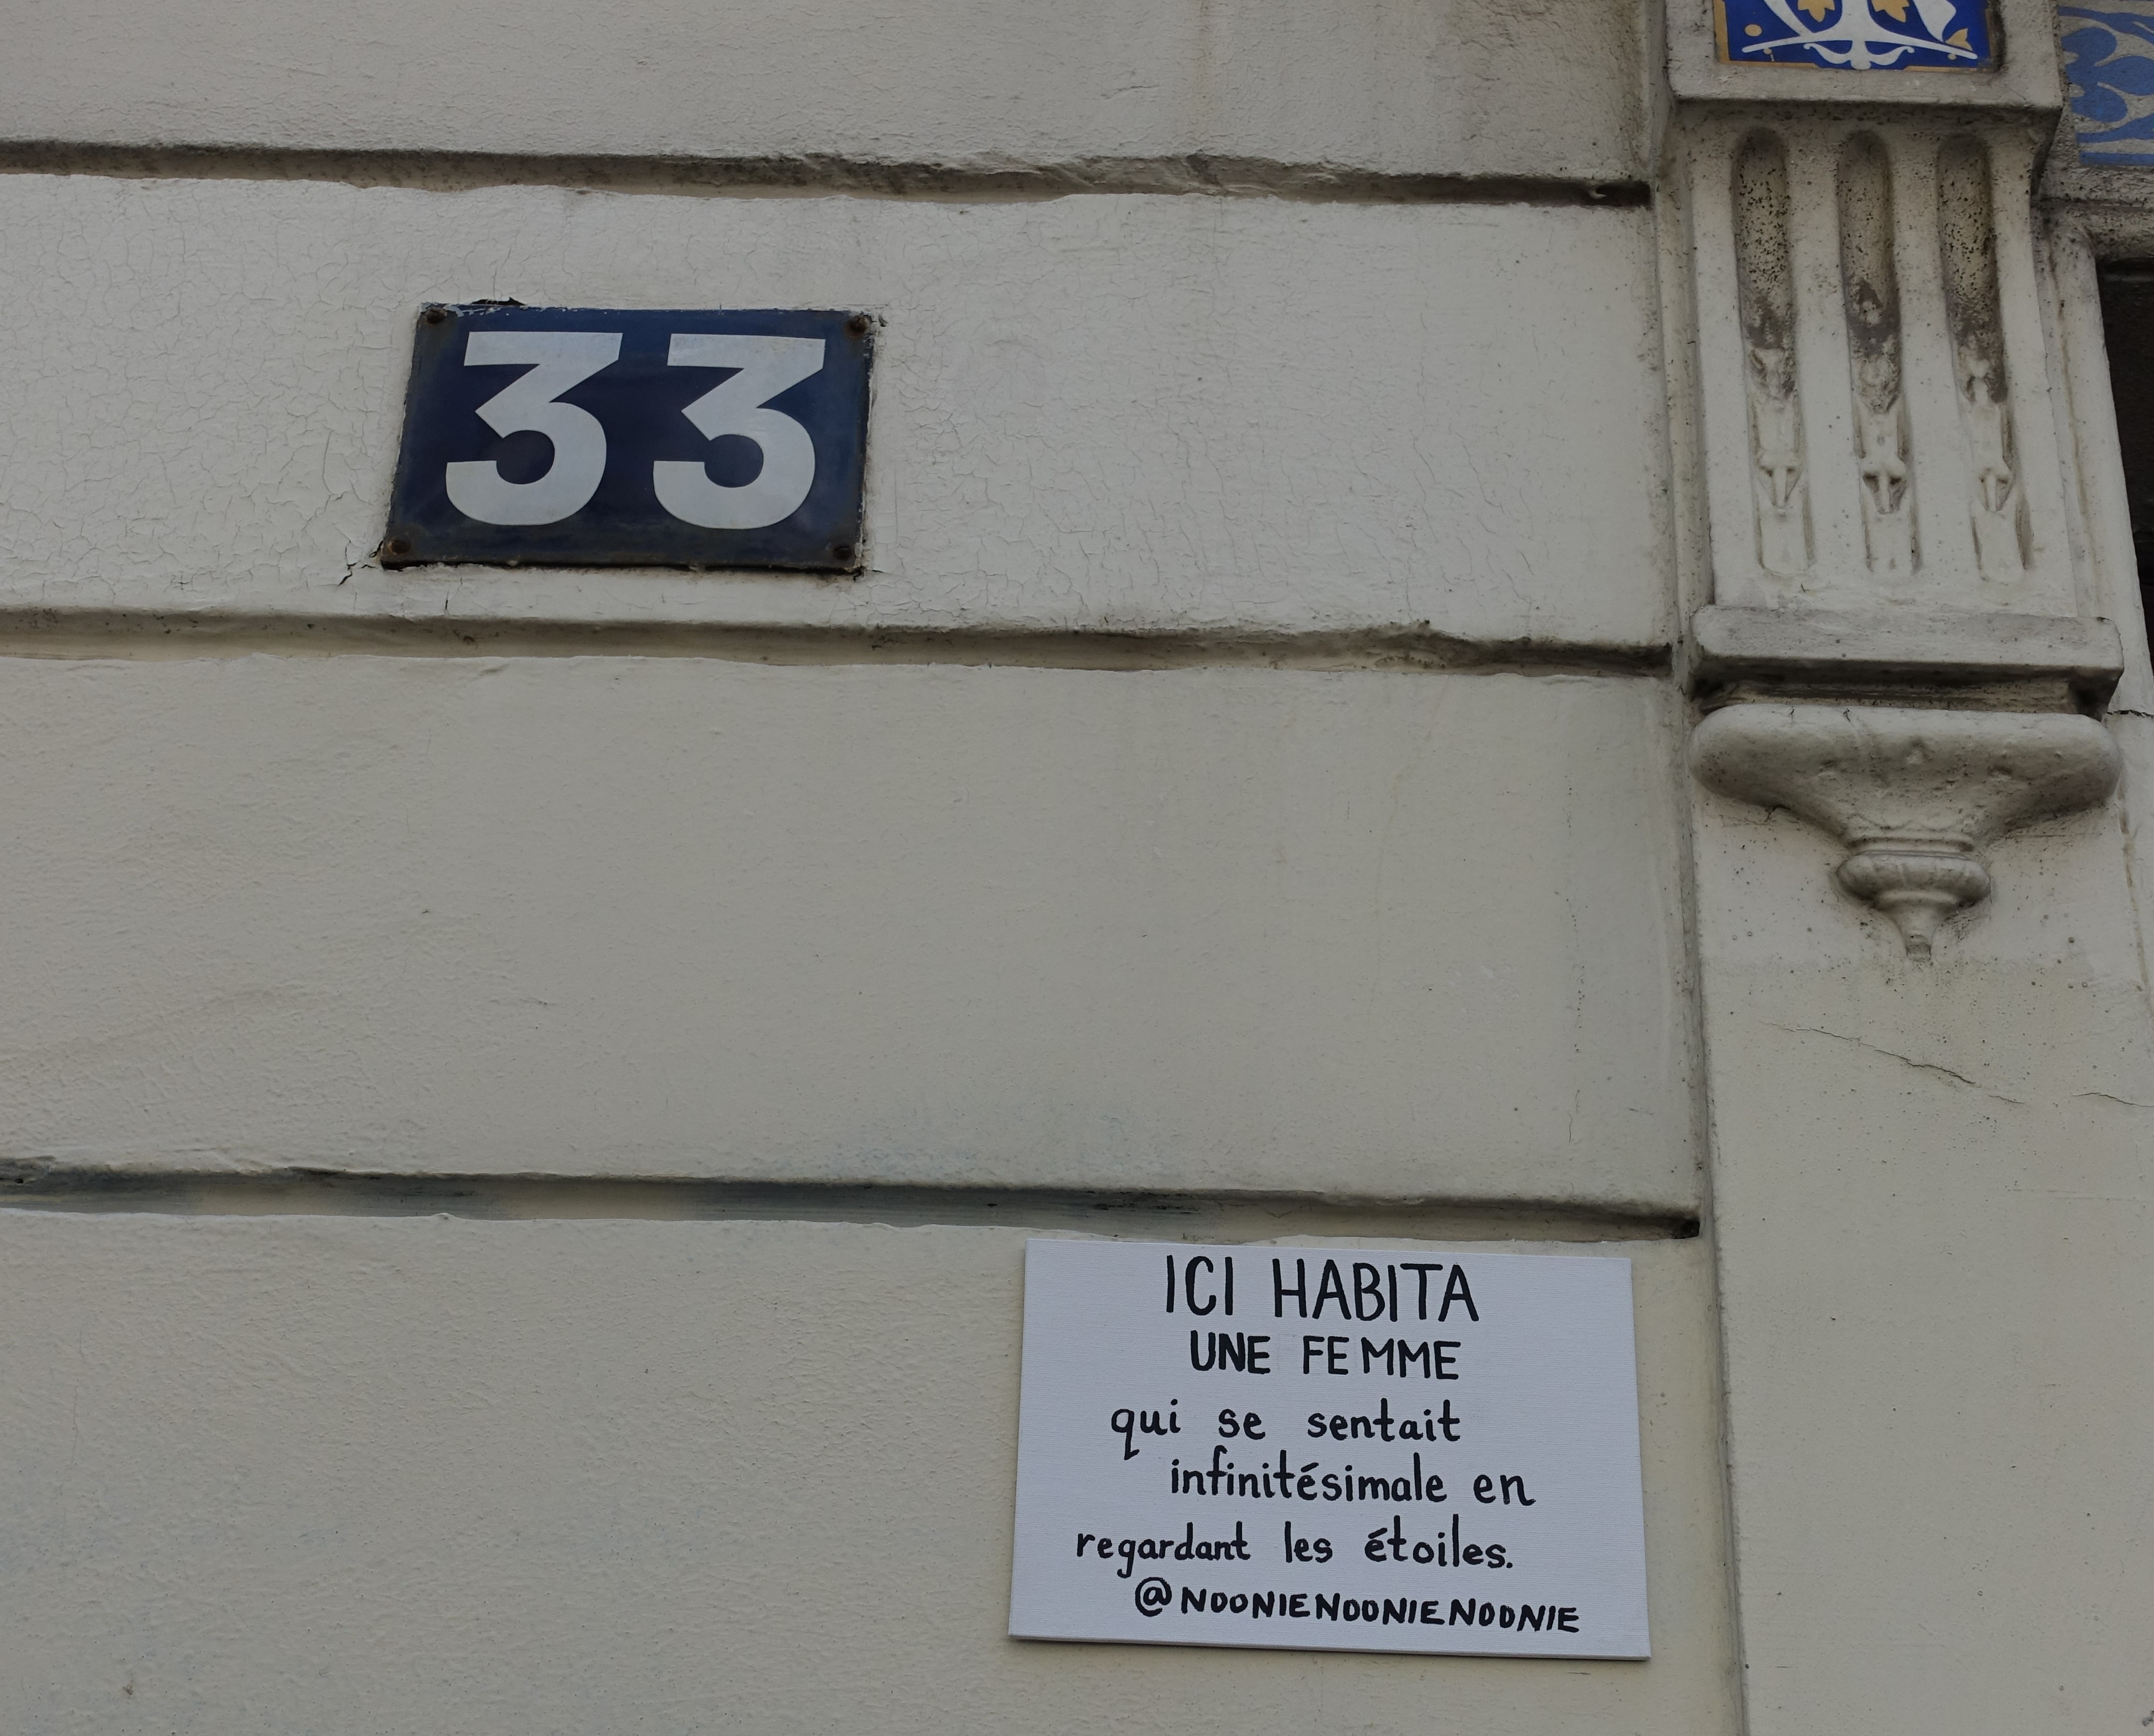 33
ICI HABITA
UNE FEMME
qui se sentait
infinitésimale en
regardant les étoiles.
@NOONIENOONIENOONIE